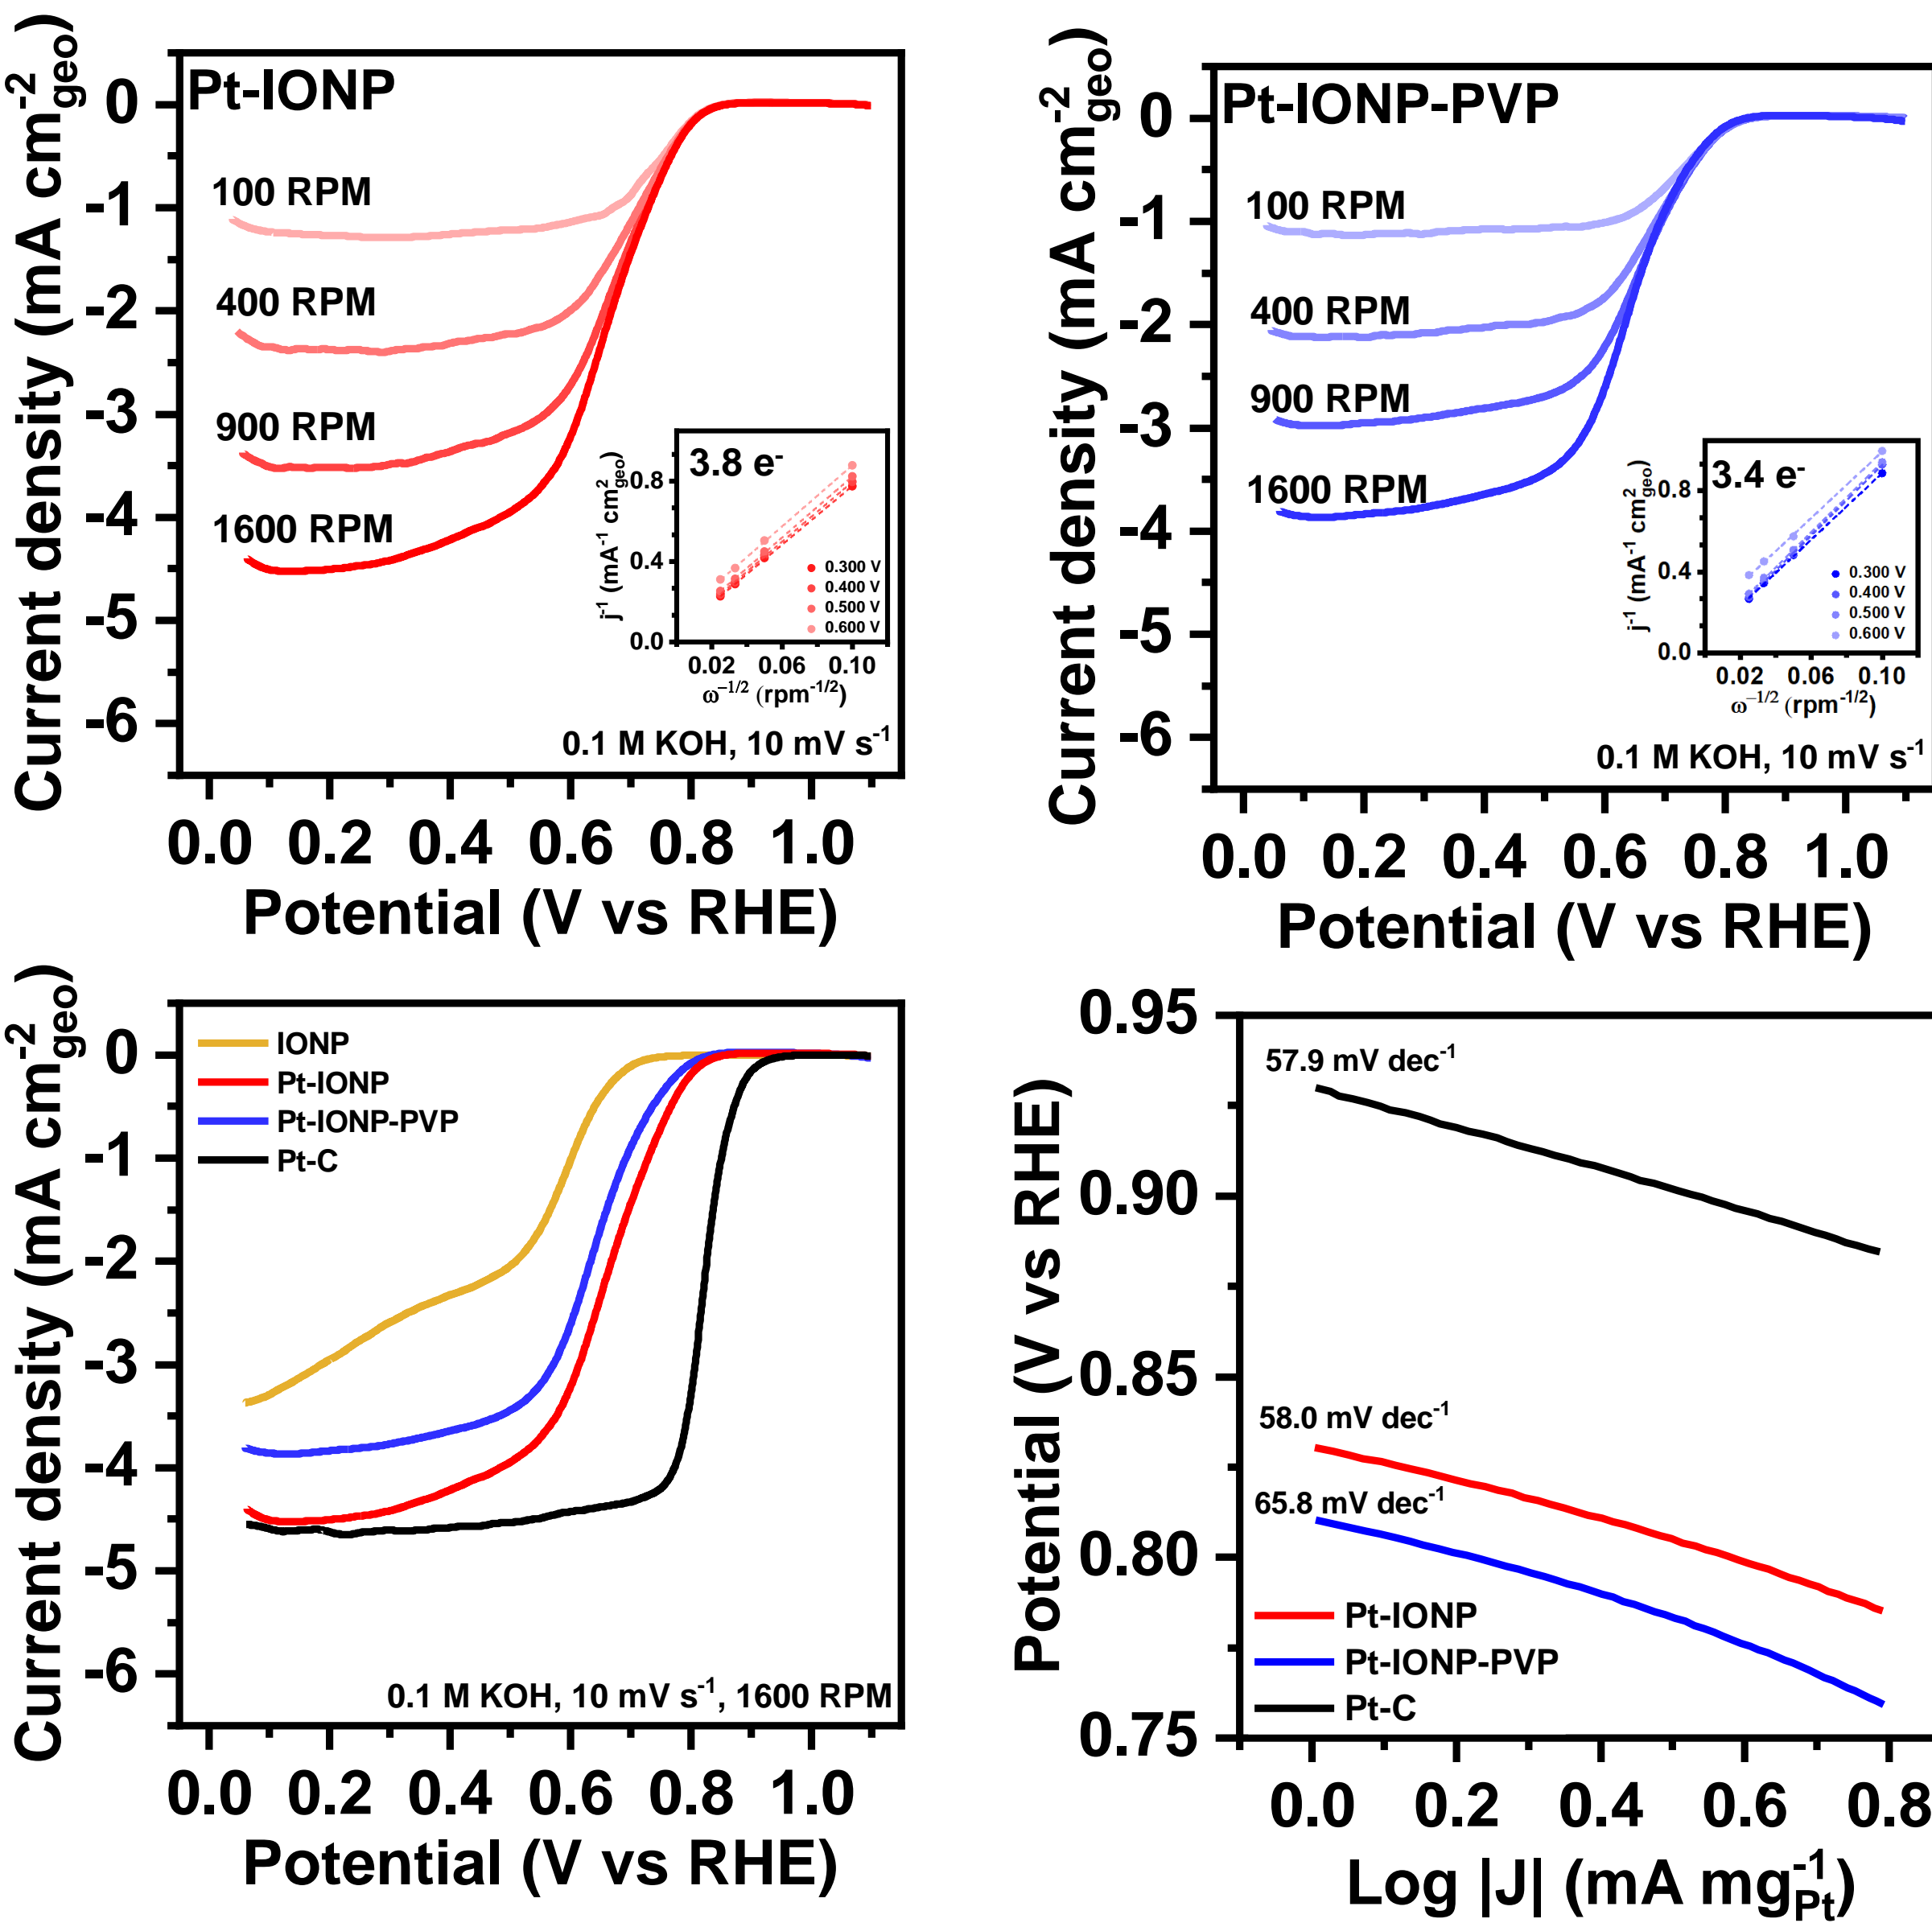 Pt-IONP
Current density (mA cm⁻²geo)
0
-1
-2
-3
-4
-5
-6
100 RPM
400 RPM
900 RPM
1600 RPM
3.8 e⁻
j⁻¹ (mA⁻¹ cm²geo)
0.8
0.4
0.0
0.300 V
0.400 V
0.500 V
0.600 V
0.02 0.06 0.10
ω⁻¹/² (rpm⁻¹/²)
0.1 M KOH, 10 mV s⁻¹
0.0 0.2 0.4 0.6 0.8 1.0
Potential (V vs RHE)
Pt-IONP-PVP
Current density (mA cm⁻²geo)
0
-1
-2
-3
-4
-5
-6
100 RPM
400 RPM
900 RPM
1600 RPM
3.4 e⁻
j⁻¹ (mA⁻¹ cm²geo)
0.8
0.4
0.0
0.300 V
0.400 V
0.500 V
0.600 V
0.02 0.06 0.10
ω⁻¹/² (rpm⁻¹/²)
0.1 M KOH, 10 mV s⁻¹
0.0 0.2 0.4 0.6 0.8 1.0
Potential (V vs RHE)
Current density (mA cm⁻²geo)
0
-1
-2
-3
-4
-5
-6
IONP
Pt-IONP
Pt-IONP-PVP
Pt-C
0.1 M KOH, 10 mV s⁻¹, 1600 RPM
0.0 0.2 0.4 0.6 0.8 1.0
Potential (V vs RHE)
Potential (V vs RHE)
0.95
0.90
0.85
0.80
0.75
57.9 mV dec⁻¹
58.0 mV dec⁻¹
65.8 mV dec⁻¹
Pt-IONP
Pt-IONP-PVP
Pt-C
0.0 0.2 0.4 0.6 0.8
Log |J| (mA mg⁻¹Pt)